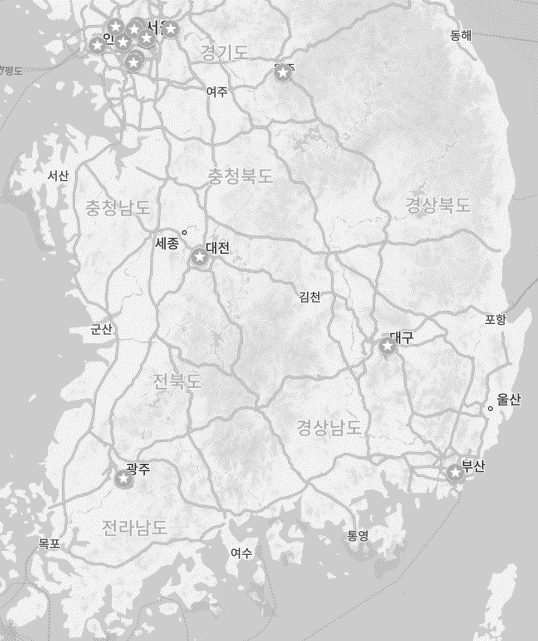 서울
동해
경기도
여주
서산
충청북도
충청남도
경상북도
세종
대전
김천
군산
포항
대구
전북도
울산
경상남도
광주
부산
전라남도
통영
목포
여수